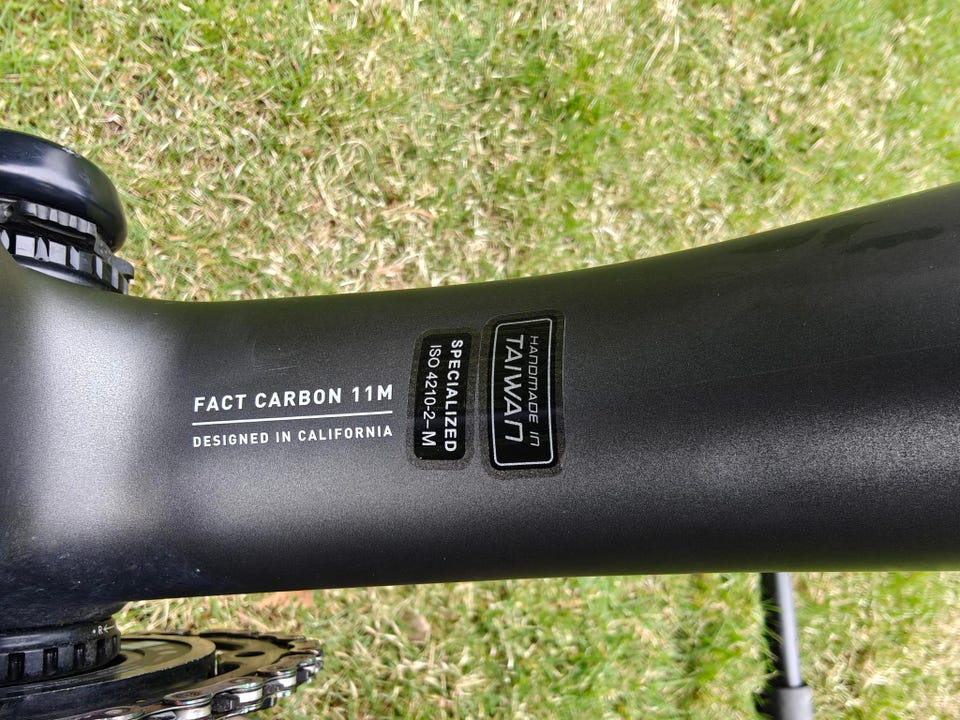 FACT CARBON 11M
DESIGNED IN CALIFORNIA
SPECIALIZED
ISO 4210-2-M
HANDMADE IN
TAIWAN